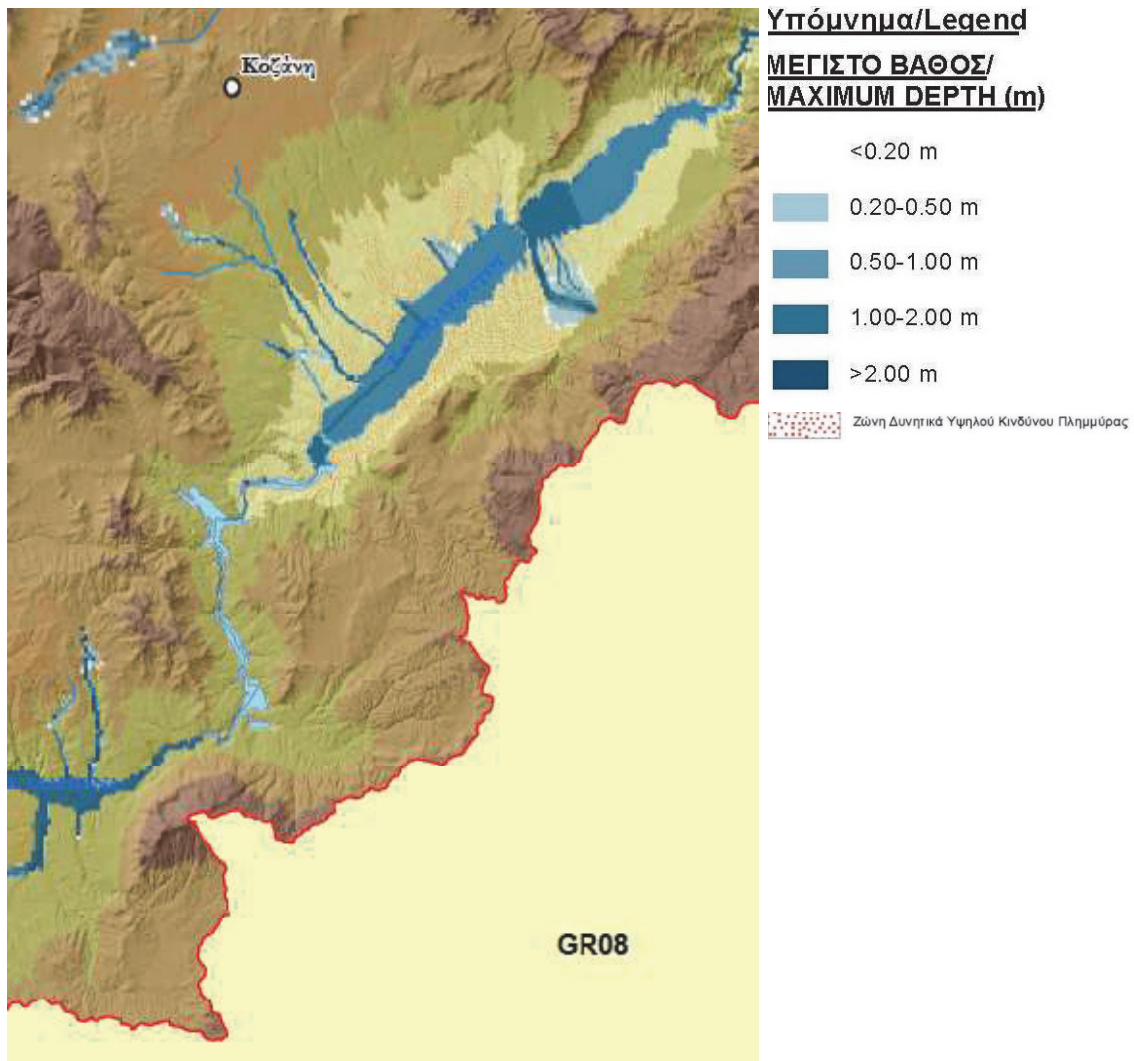 Υπόμνημα/Legend
ΜΕΓΙΣΤΟ ΒΑΘΟΣ/
MAXIMUM DEPTH (m)
<0.20 m
0.20-0.50 m
0.50-1.00 m
1.00-2.00 m
>2.00 m
Ζώνη Δυνητικά Υψηλού Κινδύνου Πλημμύρας
Κοζάνη
GR08